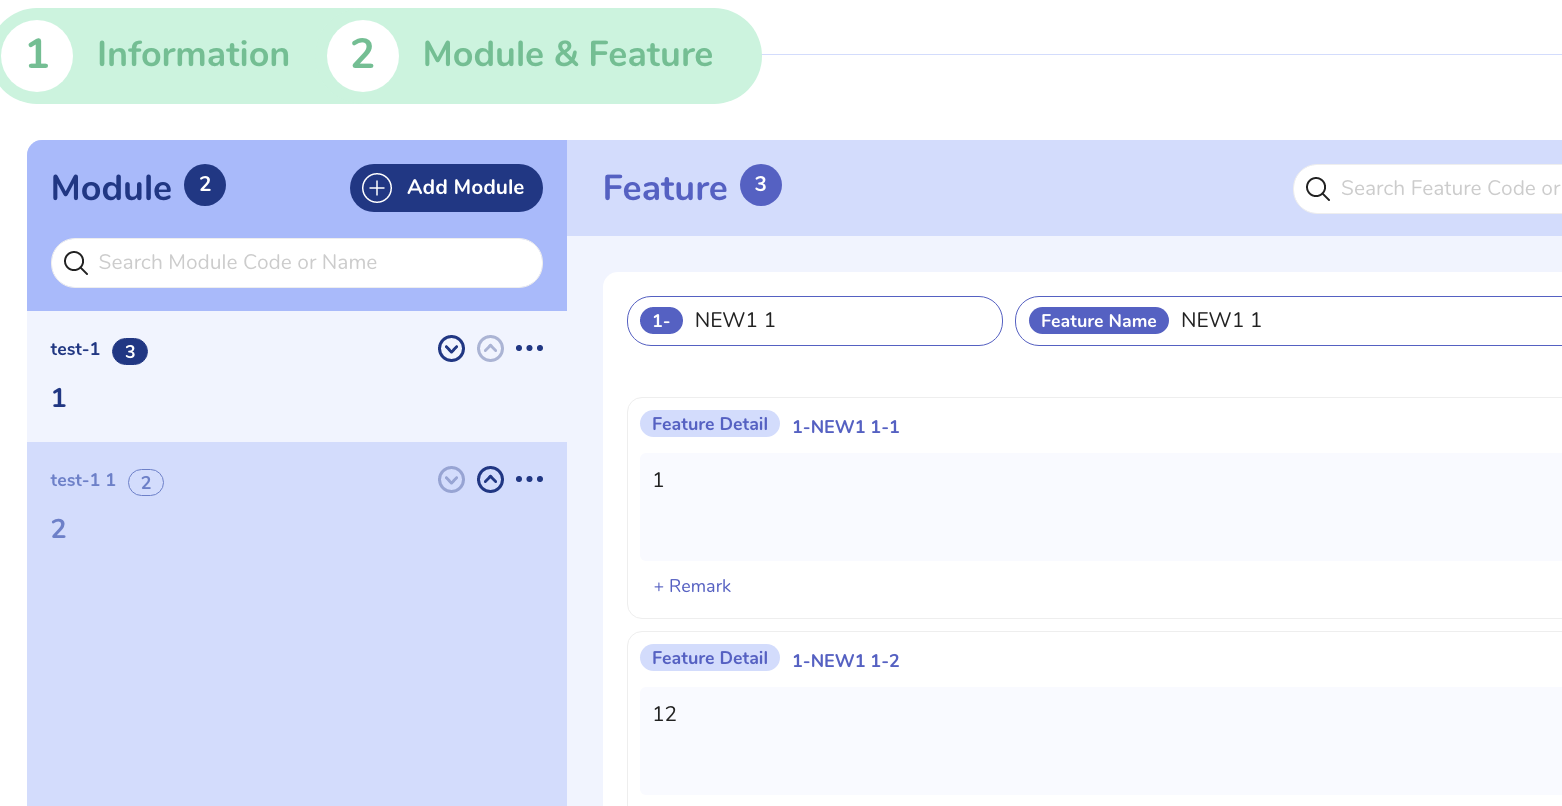 1 Information 2 Module & Feature
Module 2 Add Module
Search Module Code or Name
test-1 3
1
test-1 1 2
2
Feature 3
Search Feature Code or
1- NEW1 1 Feature Name NEW1 1
Feature Detail 1-NEW1 1-1
1
+ Remark
Feature Detail 1-NEW1 1-2
12